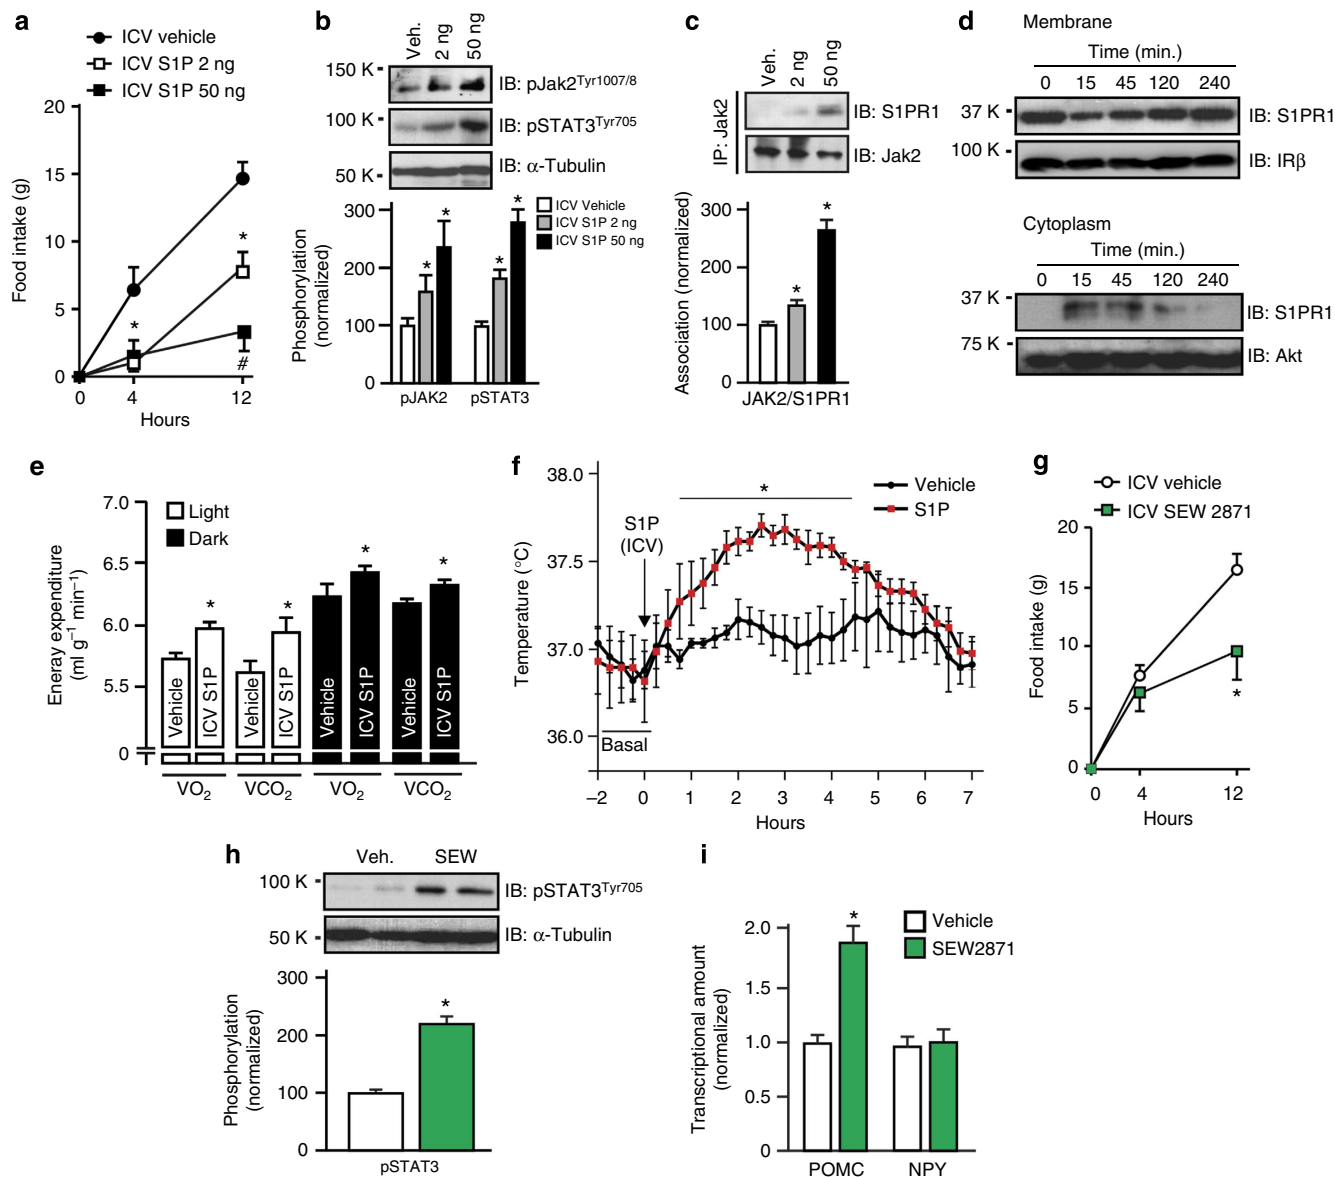 a
ICV vehicle
ICV S1P 2 ng
ICV S1P 50 ng
20
15
10
5
0
Food intake (g)
*
*
#
0 4 12
Hours
b
Veh. 2 ng 50 ng
150 K
IB: pJak2Tyr1007/8
100 K
IB: pSTAT3Tyr705
50 K
IB: α-Tubulin
ICV Vehicle
ICV S1P 2 ng
ICV S1P 50 ng
300
200
100
0
Phosphorylation
(normalized)
* * * *
pJAK2 pSTAT3
c
Veh. 2 ng 50 ng
IP: Jak2
IB: S1PR1
IB: Jak2
300
200
100
0
Association (normalized)
* *
JAK2/S1PR1
d
Membrane
Time (min.)
0 15 45 120 240
37 K
IB: S1PR1
100 K
IB: IRβ
Cytoplasm
Time (min.)
0 15 45 120 240
37 K
IB: S1PR1
75 K
IB: Akt
e
7.0
6.5
6.0
5.5
0
Eneray expenditure
(ml g⁻¹ min⁻¹)
Light
Dark
* * * *
Vehicle ICV S1P Vehicle ICV S1P Vehicle ICV S1P Vehicle ICV S1P
VO₂ VCO₂ VO₂ VCO₂
f
38.0
37.5
37.0
36.0
Temperature (°C)
S1P
(ICV)
*
Vehicle
S1P
Basal
–2 0 1 2 3 4 5 6 7
Hours
g
ICV vehicle
ICV SEW 2871
20
15
10
5
0
Food intake (g)
*
0 4 12
Hours
h
Veh. SEW
100 K
IB: pSTAT3Tyr705
50 K
IB: α-Tubulin
300
200
100
0
Phosphorylation
(normalized)
*
pSTAT3
i
Vehicle
SEW2871
2.0
1.5
1.0
0.5
0
Transcriptional amount
(normalized)
*
POMC NPY